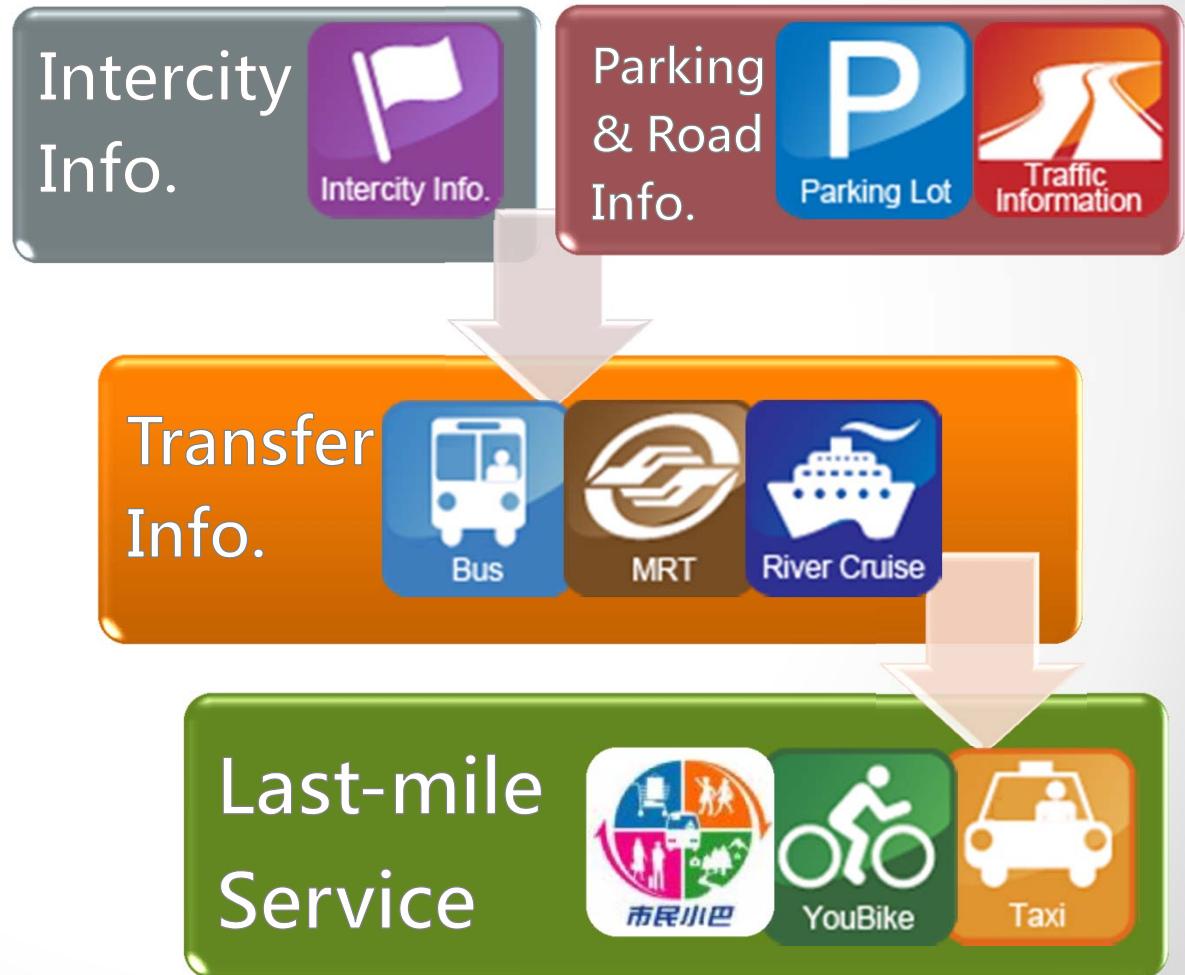 Intercity
Info.
Intercity Info.
Parking
& Road
Info.
P
Parking Lot
Traffic
Information
Transfer
Info.
Bus
MRT
River Cruise
Last-mile
Service
市民小巴
YouBike
Taxi